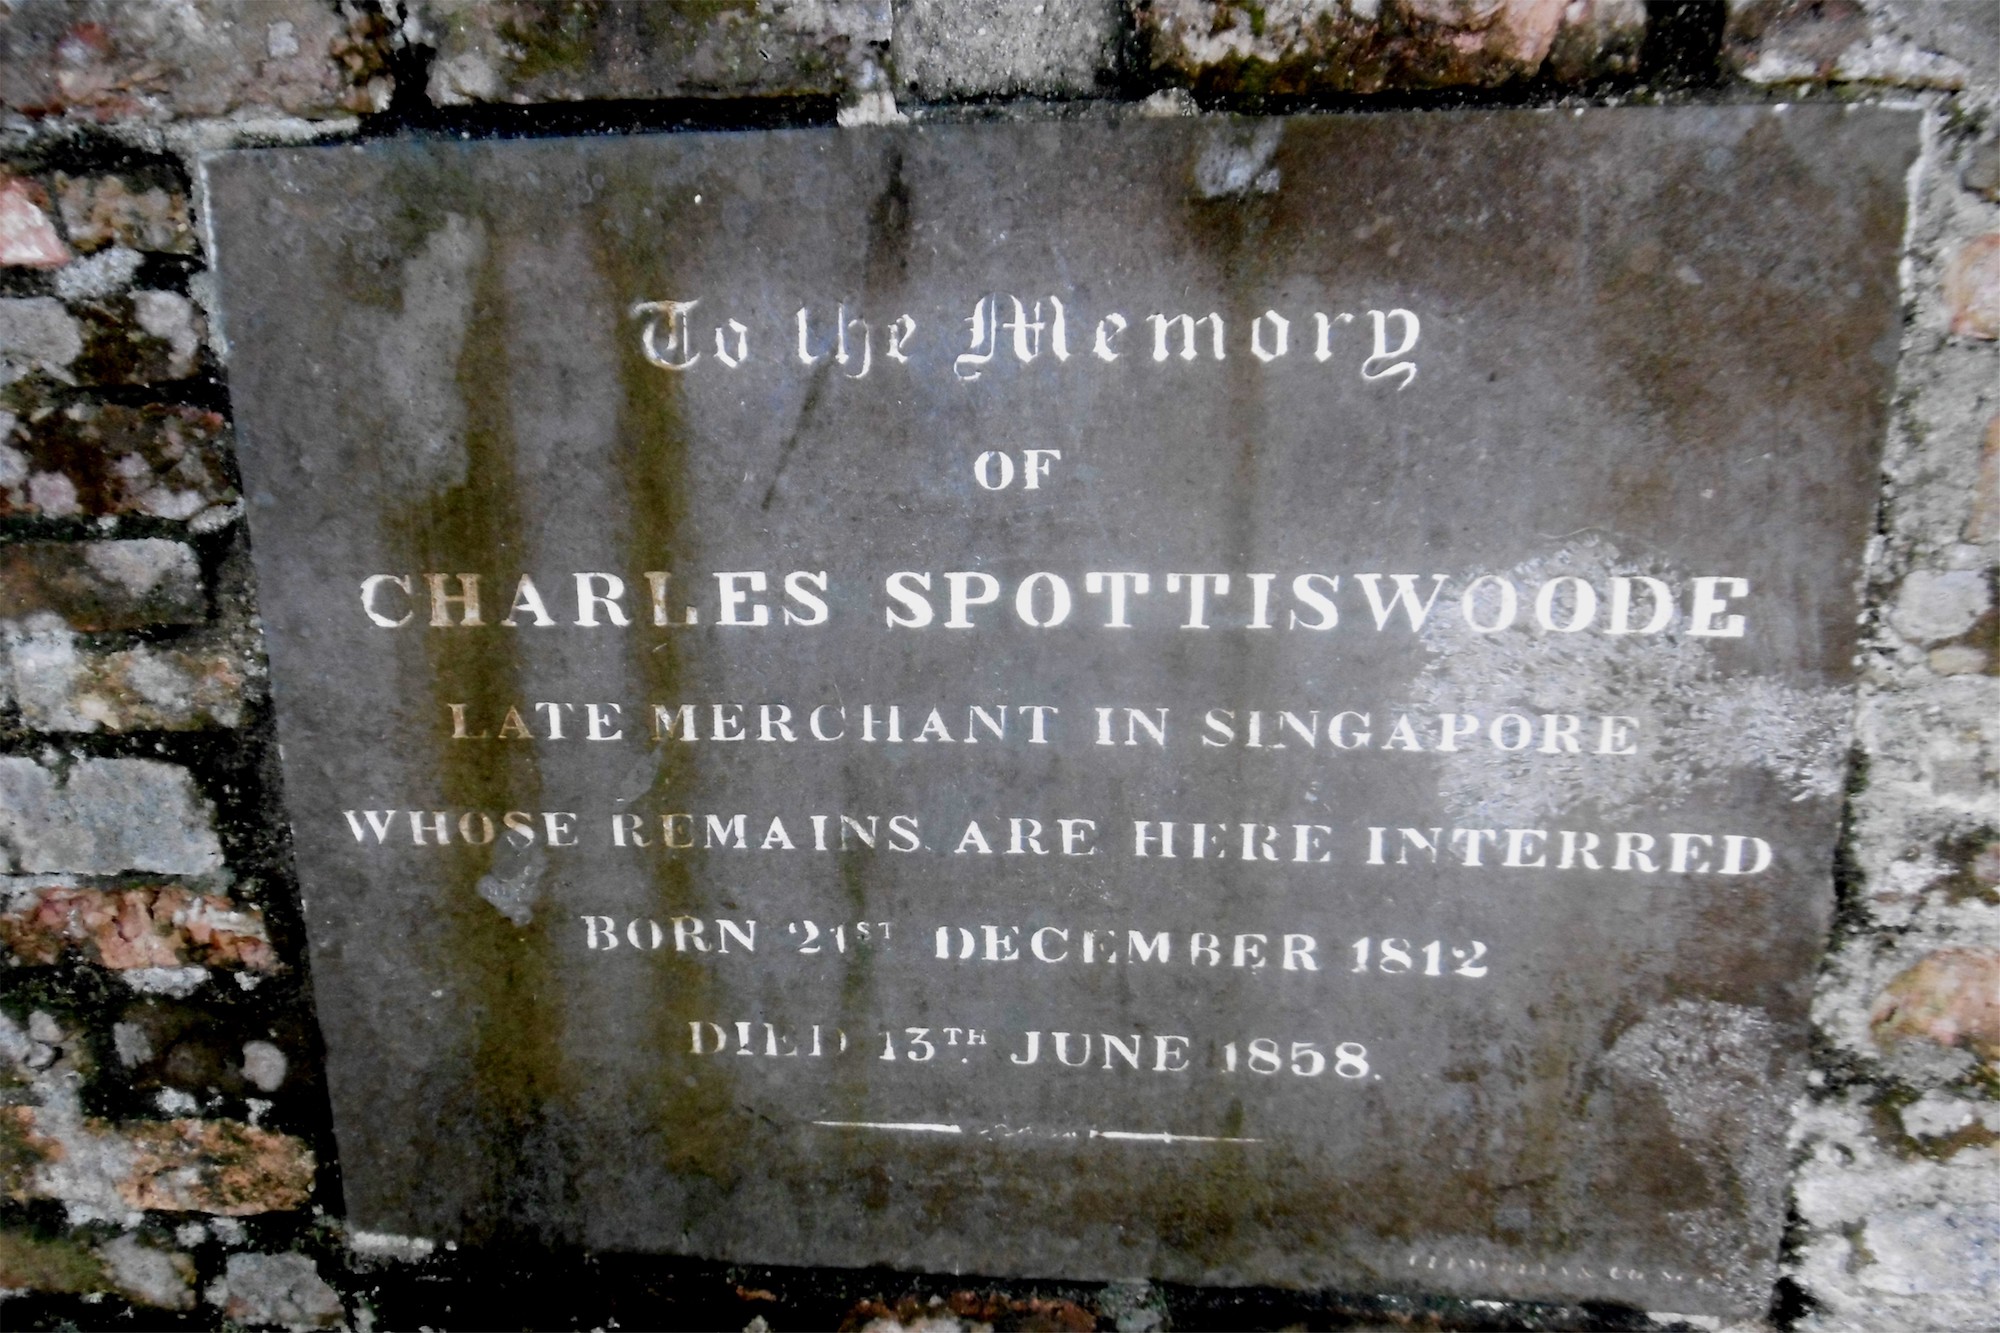 To the Memory
OF
CHARLES SPOTTISWOODE
LATE MERCHANT IN SINGAPORE
WHOSE REMAINS ARE HERE INTERRED
BORN 21ST DECEMBER 1812
DIED 13TH JUNE 1858.